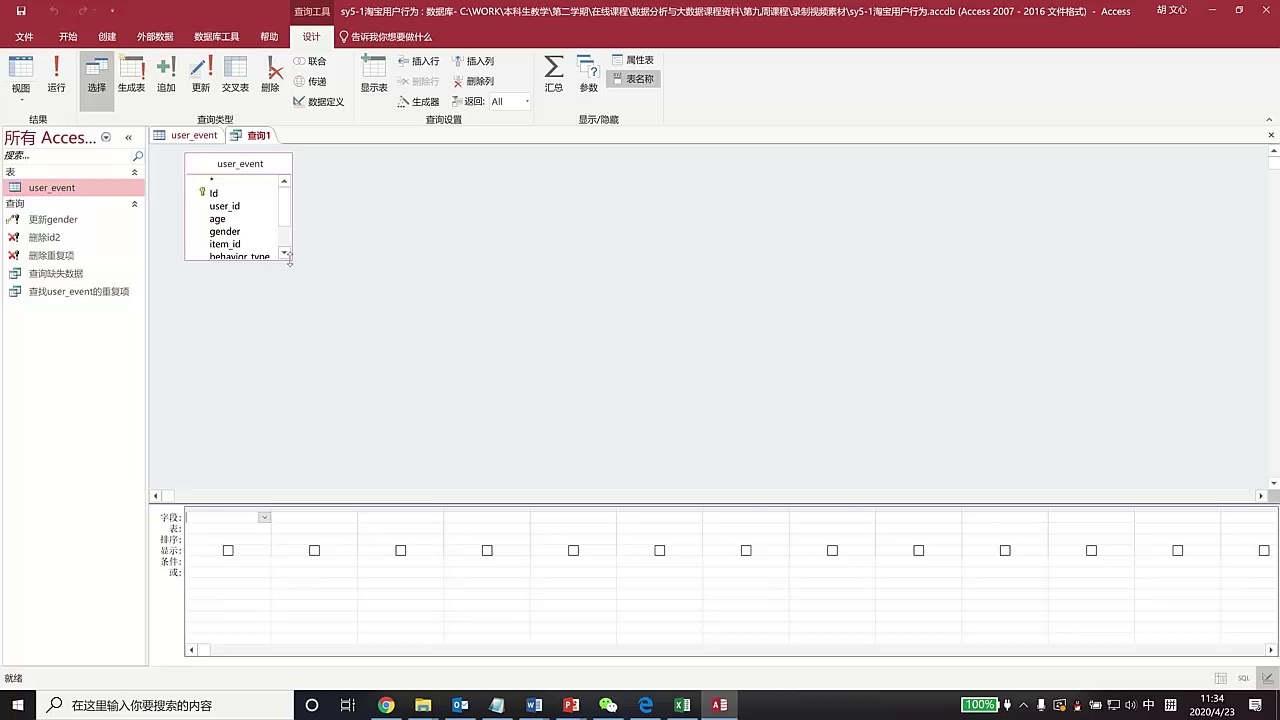 查询工具
sy5-1淘宝用户行为 : 数据库- C:\WORK\本科生教学\第二学期\在线课程\数据分析与大数据课程资料\第九周课程\录制视频素材\sy5-1淘宝用户行为.accdb (Access 2007 - 2016 文件格式) - Access
胡 文心
文件 开始 创建 外部数据 数据库工具 帮助 设计 告诉我你想要做什么
视图 运行 选择 生成表 追加 更新 交叉表 删除
联合
传递
数据定义
显示表
插入行 插入列
删除行 删除列
生成器 返回: All
汇总 参数
属性表
表名称
结果 查询类型 查询设置 显示/隐藏
所有 Acces... «
搜索...
表
user_event
查询
更新gender
删除id2
删除重复项
查询缺失数据
查找user_event的重复项
user_event 查询1
user_event
*
Id
user_id
age
gender
item_id
behavior_type
字段:
表:
排序:
显示:
条件:
或:
就绪
SQL
在这里输入你要搜索的内容
100%
中
拼
11:34
2020/4/23